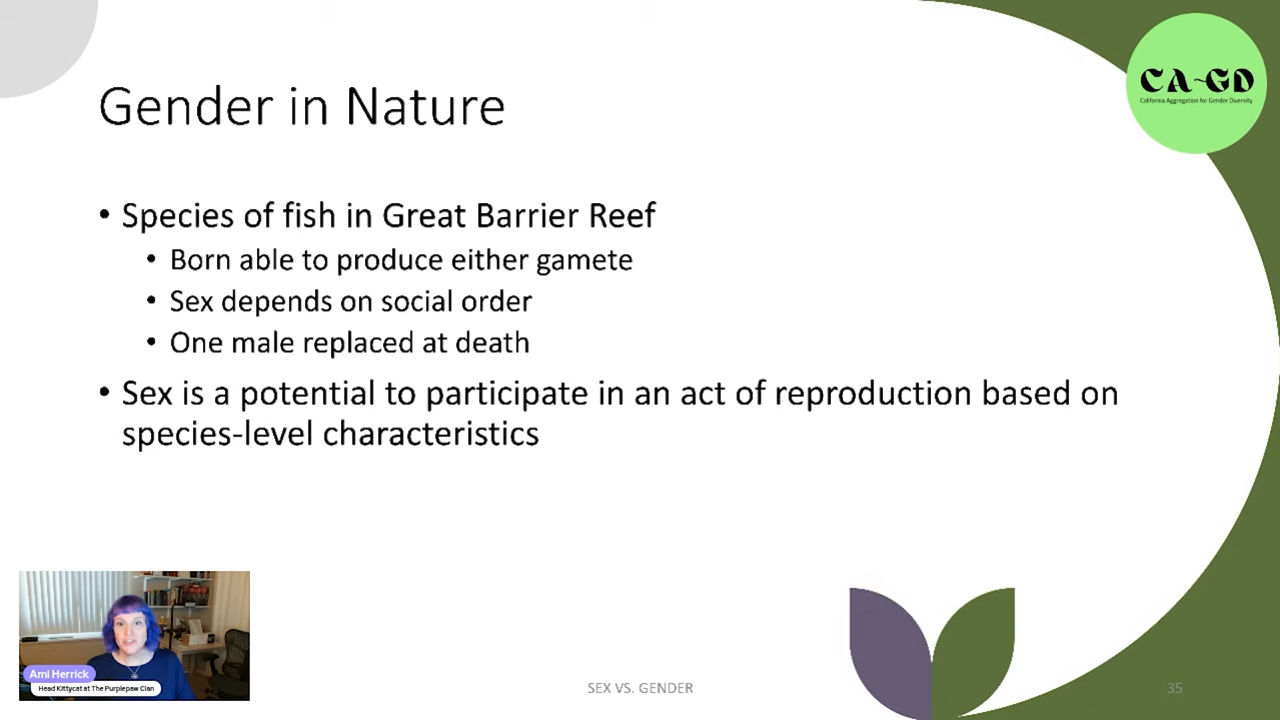 CA~GD
California Aggregation for Gender Diversity
Gender in Nature
• Species of fish in Great Barrier Reef
• Born able to produce either gamete
• Sex depends on social order
• One male replaced at death
• Sex is a potential to participate in an act of reproduction based on
species-level characteristics
Ami Herrick
Head Kittycat at The Purplepaw Clan
SEX VS. GENDER
35